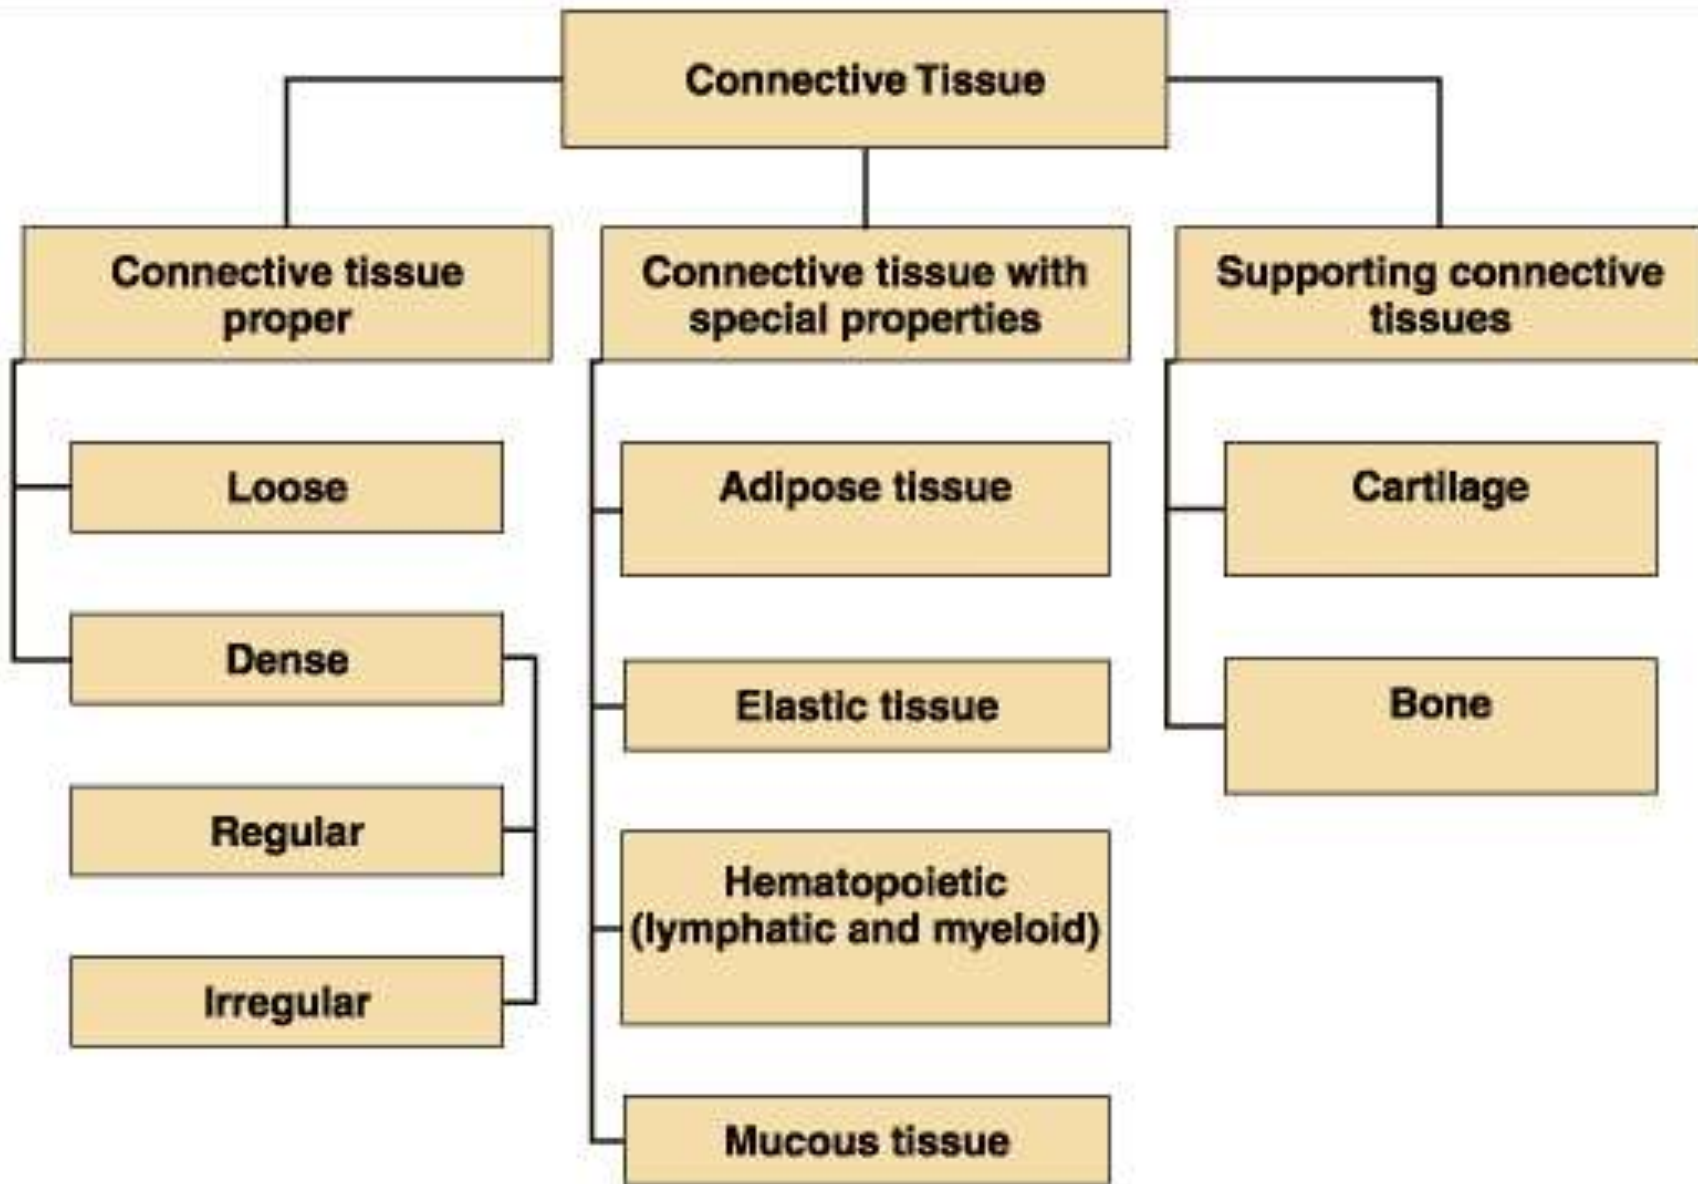 Connective Tissue
Connective tissue
proper
Loose
Dense
Regular
Irregular
Connective tissue with
special properties
Adipose tissue
Elastic tissue
Hematopoietic
(lymphatic and myeloid)
Mucous tissue
Supporting connective
tissues
Cartilage
Bone